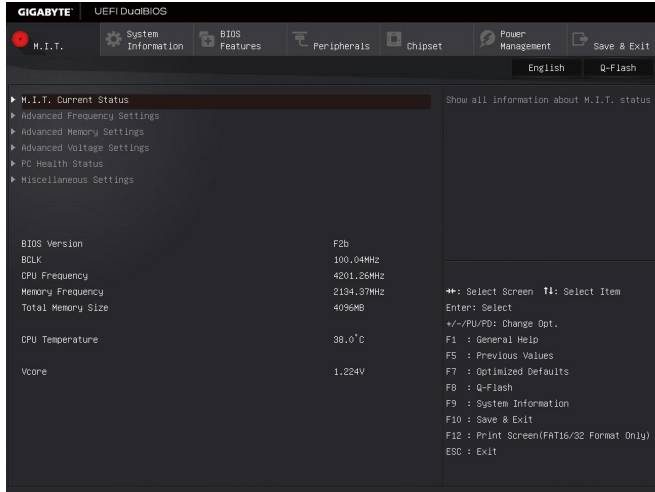 GIGABYTE™ UEFI DualBIOS
M.I.T.
System Information
BIOS Features
Peripherals
Chipset
Power Management
Save & Exit
English
Q-Flash
M.I.T. Current Status
Show all information about M.I.T. status
Advanced Frequency Settings
Advanced Memory Settings
Advanced Voltage Settings
PC Health Status
Miscellaneous Settings
BIOS Version F2b
BCLK 100.04MHz
CPU Frequency 4201.26MHz
Memory Frequency 2134.37MHz
Total Memory Size 4096MB
CPU Temperature 38.0°C
Vcore 1.224V
→←: Select Screen ↑↓: Select Item
Enter: Select
+/-/PU/PD: Change Opt.
F1 : General Help
F5 : Previous Values
F7 : Optimized Defaults
F8 : Q-Flash
F9 : System Information
F10 : Save & Exit
F12 : Print Screen(FAT16/32 Format Only)
ESC : Exit